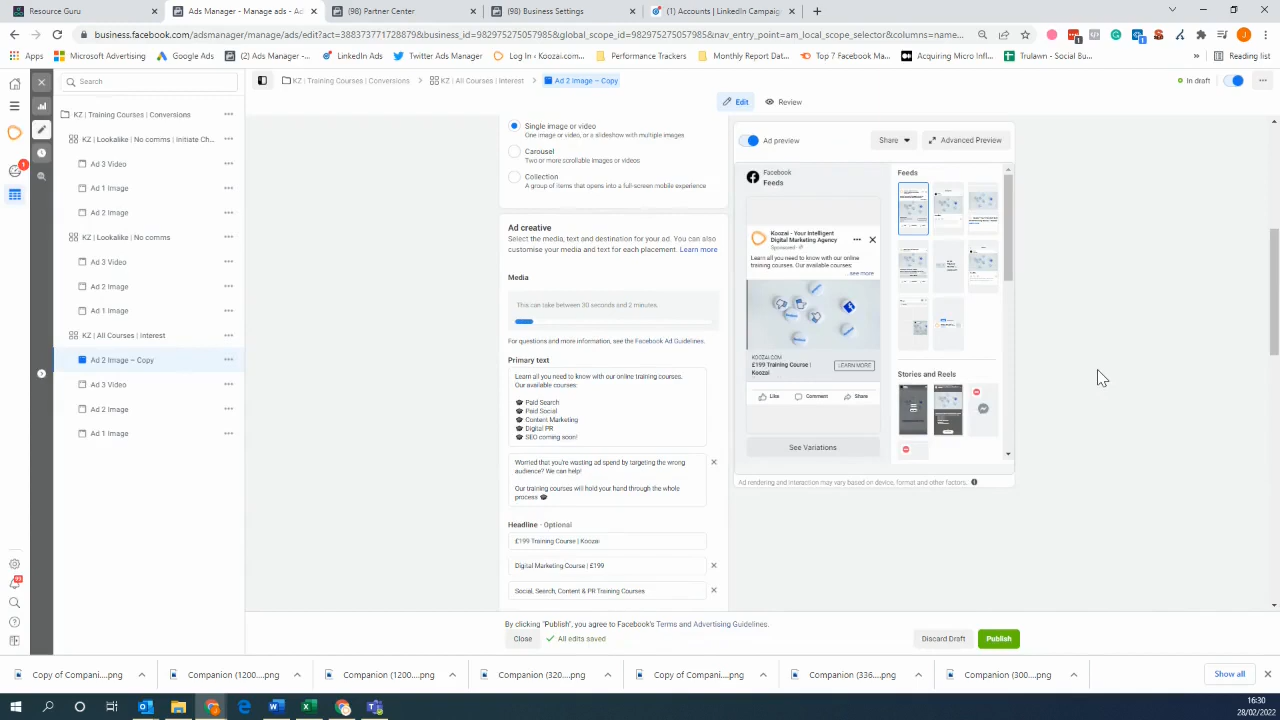 Resource Guru
Ads Manager - Manage ads - Ad
(98) Partner Center
(98) Business Settings
(1) Accounts | LinkedIn Campaign
business.facebook.com/adsmanager/manage/ads/edit?act=
nav_entry_point=am_local_scope_selector&columns=name...
Apps
Microsoft Advertising
Google Ads
Ads Manager
LinkedIn
Twitter Ads Manager
Log In ‹ Koozai.com...
Performance Trackers
Monthly Report Dat...
Top 7 Facebook Ma...
Acquiring Micro Infl...
Trulawn - Social Bu...
Reading list
Search
KZ | Training Courses | Conversions
KZ | All Courses | Interest
Ad 2 Image – Copy
In draft
Edit
Review
KZ | Training Courses | Conversions
KZ | Lookalike | No comms | Initiate Ch...
Ad 3 Video
Ad 1 Image
Ad 2 Image
KZ | Lookalike | No comms
Ad 3 Video
Ad 2 Image
Ad 1 Image
KZ | All Courses | Interest
Ad 2 Image – Copy
Ad 3 Video
Ad 2 Image
Ad 1 Image
Single image or video
One image or video, or a slideshow with multiple images
Carousel
Two or more scrollable images or videos
Collection
A group of items that opens into a full-screen mobile experience
Ad creative
Select the media, text and destination for your ad. You can also
customise your media and text for each placement. Learn more
Media
This can take between 30 seconds and 2 minutes.
For questions and more information, see the Facebook Ad Guidelines.
Primary text
Learn all you need to know with our online training courses.
Our available courses:
Paid Search
Paid Social
Content Marketing
Digital PR
SEO coming soon!
Worried that you're wasting ad spend by targeting the wrong
audience? We can help!
Our training courses will hold your hand through the whole
process
Headline - Optional
£199 Training Course | Koozai
Digital Marketing Course | £199
Social, Search, Content & PR Training Courses
Ad preview
Share
Advanced Preview
Facebook
Feeds
Koozai - Your Intelligent
Digital Marketing Agency
Sponsored
Learn all you need to know with our online
training courses. Our available courses:
...see more
KOOZAI.COM
£199 Training Course |
Koozai
LEARN MORE
Like
Comment
Share
See Variations
Feeds
Stories and Reels
Ad rendering and interaction may vary based on device, format and other factors.
By clicking "Publish", you agree to Facebook's Terms and Advertising Guidelines.
Close
All edits saved
Discard Draft
Publish
Copy of Compani....png
Companion (1200....png
Companion (1200....png
Companion (320....png
Copy of Compani....png
Companion (336....png
Companion (300....png
Show all
16:30
28/02/2022